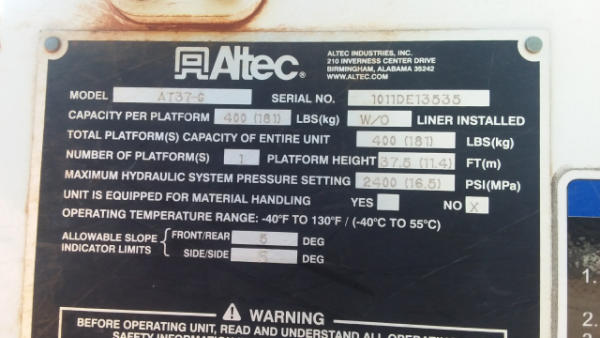 Altec®
ALTEC INDUSTRIES, INC.
210 INVERNESS CENTER DRIVE
BIRMINGHAM, ALABAMA 35242
WWW.ALTEC.COM
MODEL AT37-G SERIAL NO. 1011DE13535
CAPACITY PER PLATFORM 400 (181) LBS(kg) W/O LINER INSTALLED
TOTAL PLATFORM(S) CAPACITY OF ENTIRE UNIT 400 (181) LBS(kg)
NUMBER OF PLATFORM(S) 1 PLATFORM HEIGHT 37.5 (11.4) FT(m)
MAXIMUM HYDRAULIC SYSTEM PRESSURE SETTING 2400 (16.5) PSI(MPa)
UNIT IS EQUIPPED FOR MATERIAL HANDLING YES NO X
OPERATING TEMPERATURE RANGE: -40°F TO 130°F / (-40°C TO 55°C)
ALLOWABLE SLOPE INDICATOR LIMITS
FRONT/REAR 5 DEG
SIDE/SIDE 5 DEG
WARNING
BEFORE OPERATING UNIT, READ AND UNDERSTAND ALL OPERATING
SAFETY INFORMATION
1.
2.